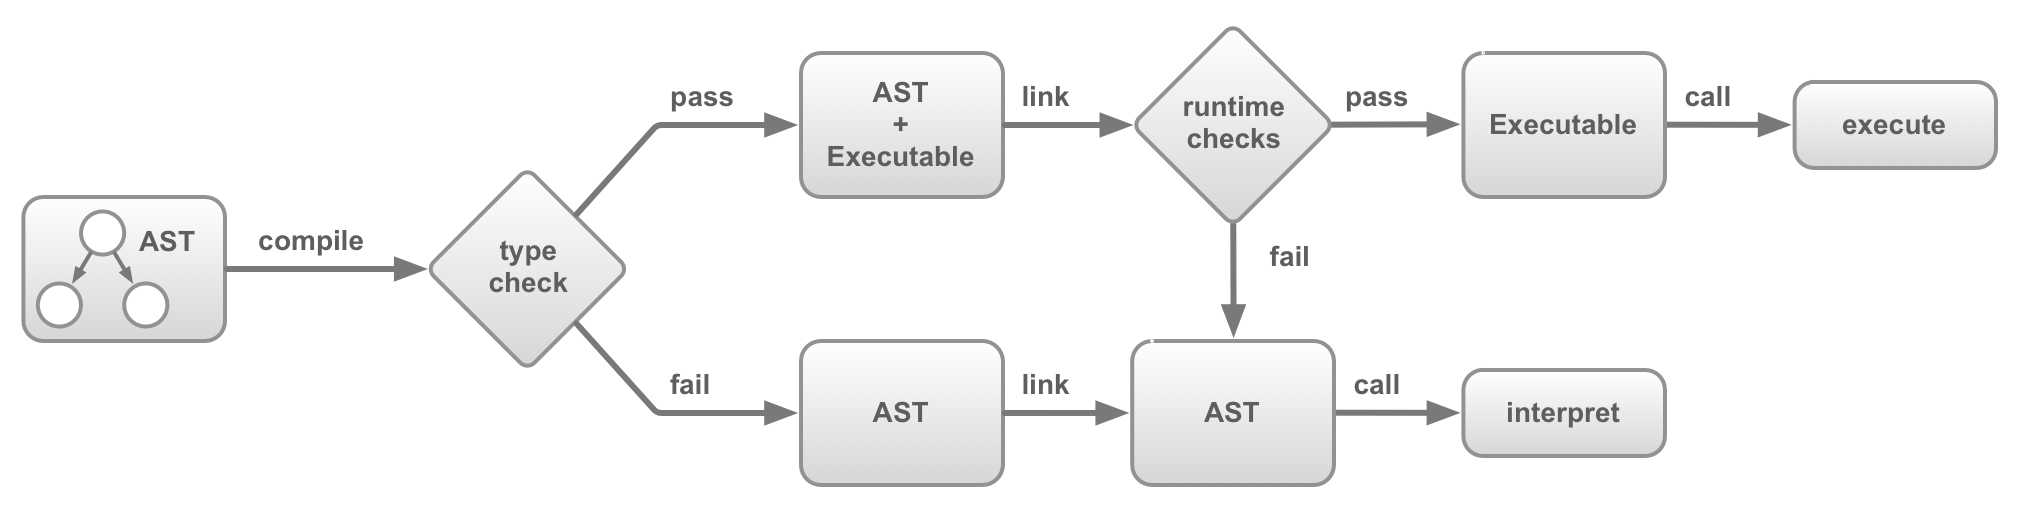 AST
compile
type
check
pass
AST
+
Executable
link
runtime
checks
pass
Executable
call
execute
fail
fail
AST
link
AST
call
interpret